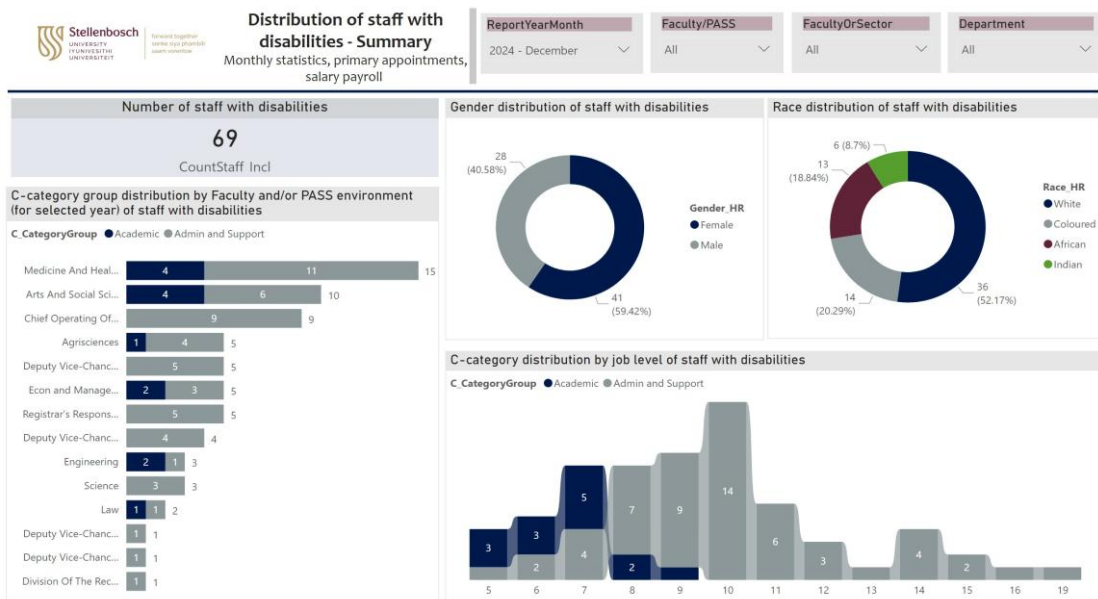 Stellenbosch
UNIVERSITY
IYUNIVESITHI
UNIVERSITEIT
forward together
sonke siya phambili
saam vorentoe
Distribution of staff with
disabilities - Summary
Monthly statistics, primary appointments,
salary payroll
ReportYearMonth
2024 - December
Faculty/PASS
All
FacultyOrSector
All
Department
All
Number of staff with disabilities
69
CountStaff Incl
C-category group distribution by Faculty and/or PASS environment
(for selected year) of staff with disabilities
C_CategoryGroup Academic Admin and Support
Medicine And Heal... 4 11 15
Arts And Social Sci... 4 6 10
Chief Operating Of... 9 9
Agrisciences 1 4 5
Deputy Vice-Chanc... 5 5
Econ and Manage... 2 3 5
Registrar's Respons... 5 5
Deputy Vice-Chanc... 4 4
Engineering 2 1 3
Science 3 3
Law 1 1 2
Deputy Vice-Chanc... 1 1
Deputy Vice-Chanc... 1 1
Division Of The Rec... 1 1
Gender distribution of staff with disabilities
28
(40.58%)
41
(59.42%)
Gender_HR
Female
Male
Race distribution of staff with disabilities
6 (8.7%)
13
(18.84%)
14
(20.29%)
36
(52.17%)
Race_HR
White
Coloured
African
Indian
C-category distribution by job level of staff with disabilities
C_CategoryGroup Academic Admin and Support
14
5 7 9
3 3 6
2 4 2 3 4 2
5 6 7 8 9 10 11 12 13 14 15 16 19